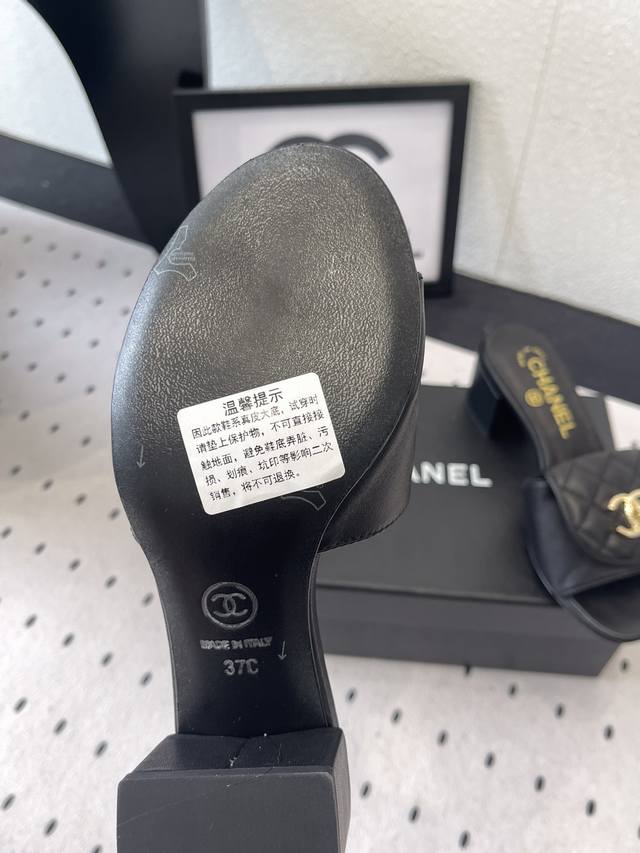 温馨提示
因此款鞋系真皮大底，试穿时
请垫上保护物，不可直接接
触地面，避免鞋底弄脏、污
损、划痕、坑印等影响二次
销售，将不可退换。
MADE IN ITALY
37C
CHANEL
ANEL